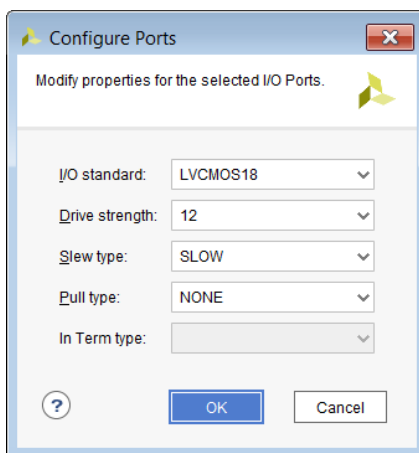 Configure Ports
Modify properties for the selected I/O Ports.
I/O standard: LVCMOS18
Drive strength: 12
Slew type: SLOW
Pull type: NONE
In Term type:
?
OK Cancel